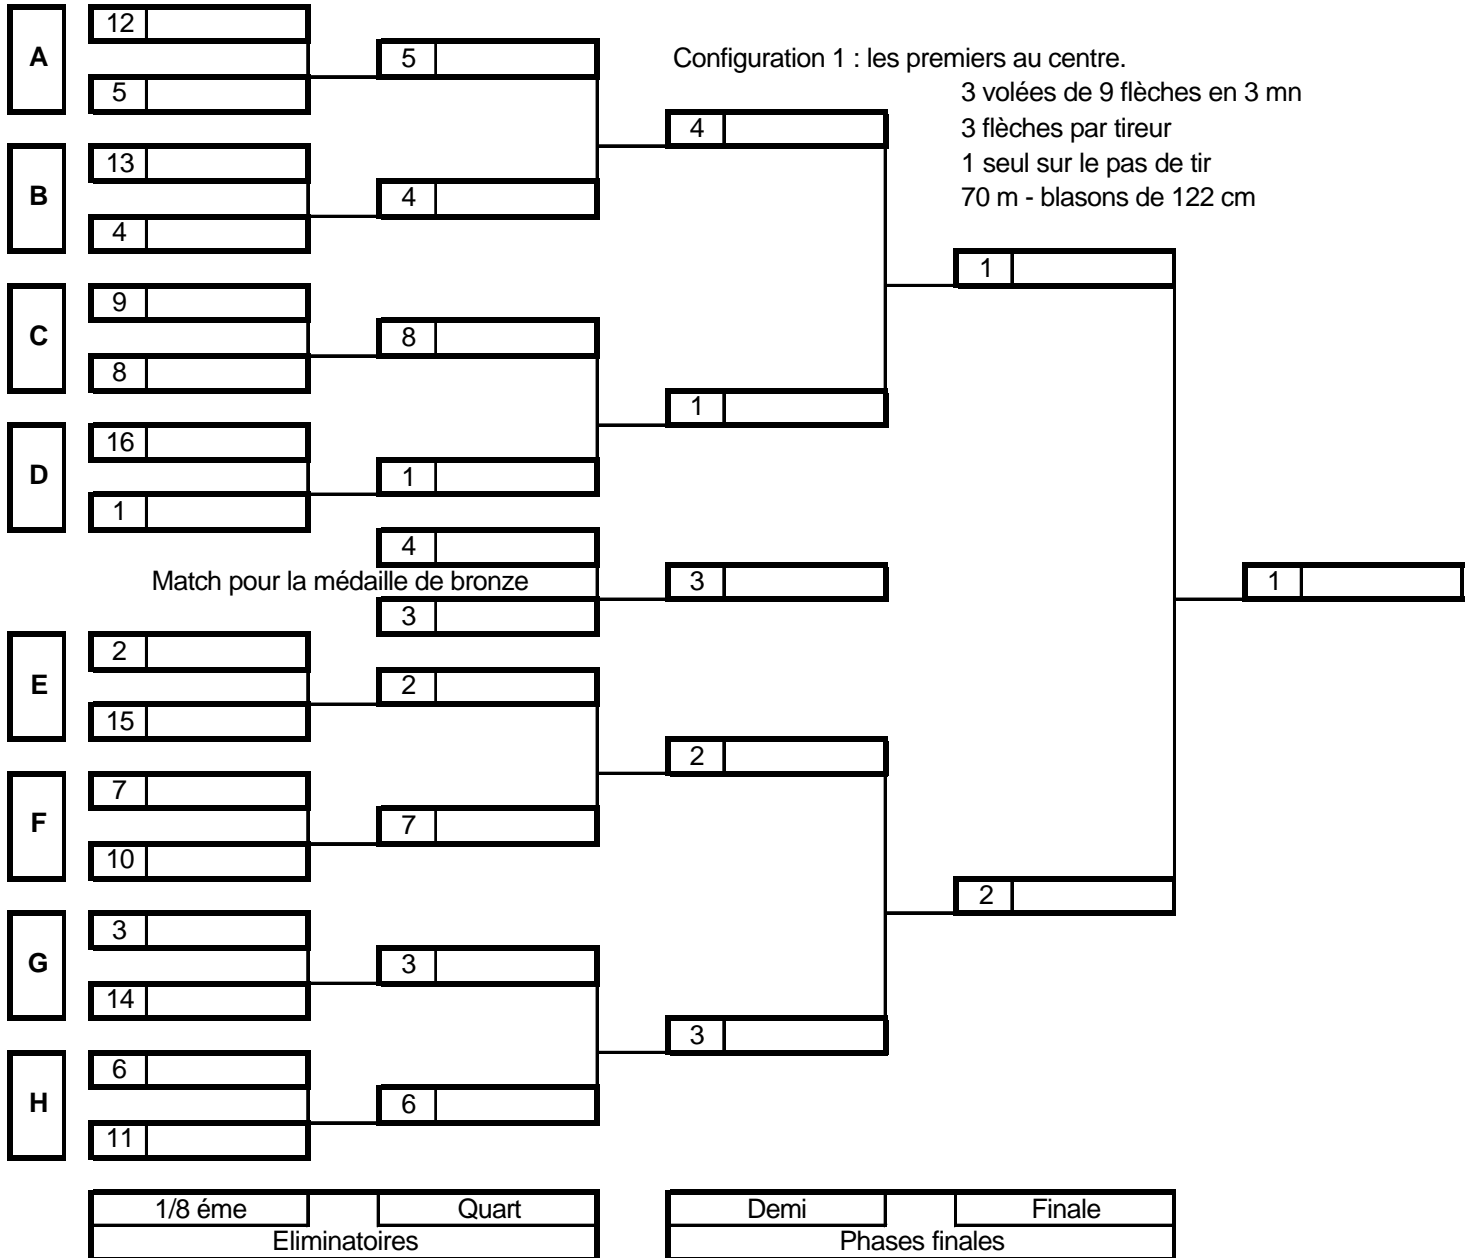 12
A
5
Configuration 1 : les premiers au centre.
5
3 volées de 9 flèches en 3 mn
4
3 flèches par tireur
13
1 seul sur le pas de tir
B
4
70 m - blasons de 122 cm
4
1
9
C
8
8
1
16
D
1
1
4
Match pour la médaille de bronze
3
1
3
2
E
2
15
2
7
F
7
10
2
3
G
3
14
3
6
H
6
11
1/8 éme Quart Demi Finale
Eliminatoires Phases finales